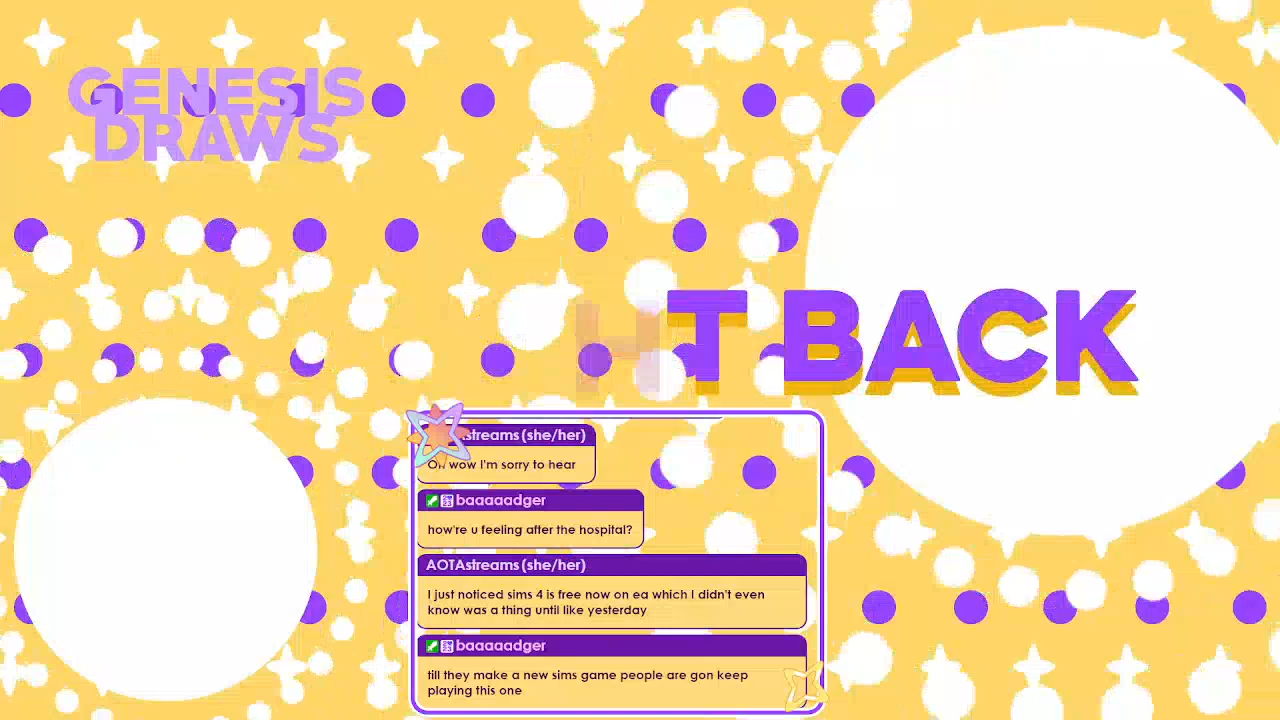 GENESIS
DRAWS
HT BACK
streams (she/her)
Oh wow I'm sorry to hear
baaaaadger
how're u feeling after the hospital?
AOTAstreams (she/her)
I just noticed sims 4 is free now on ea which I didn't even
know was a thing until like yesterday
baaaaadger
till they make a new sims game people are gon keep
playing this one